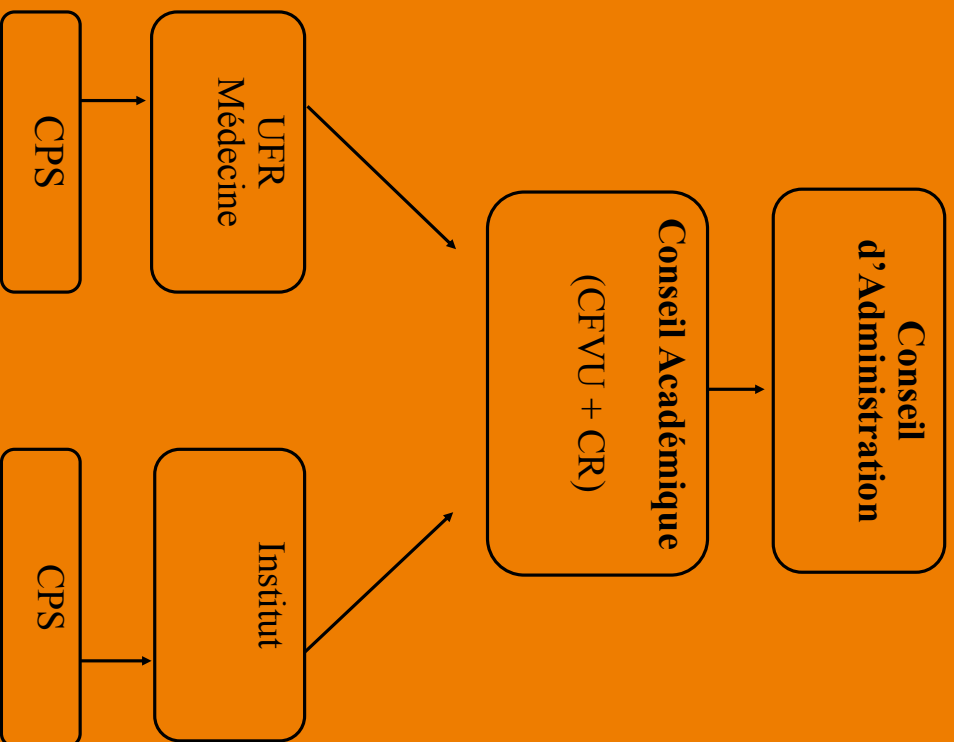 Conseil
d’Administration
Conseil Académique
(CFVU + CR)
UFR
Médecine
Institut
CPS
CPS